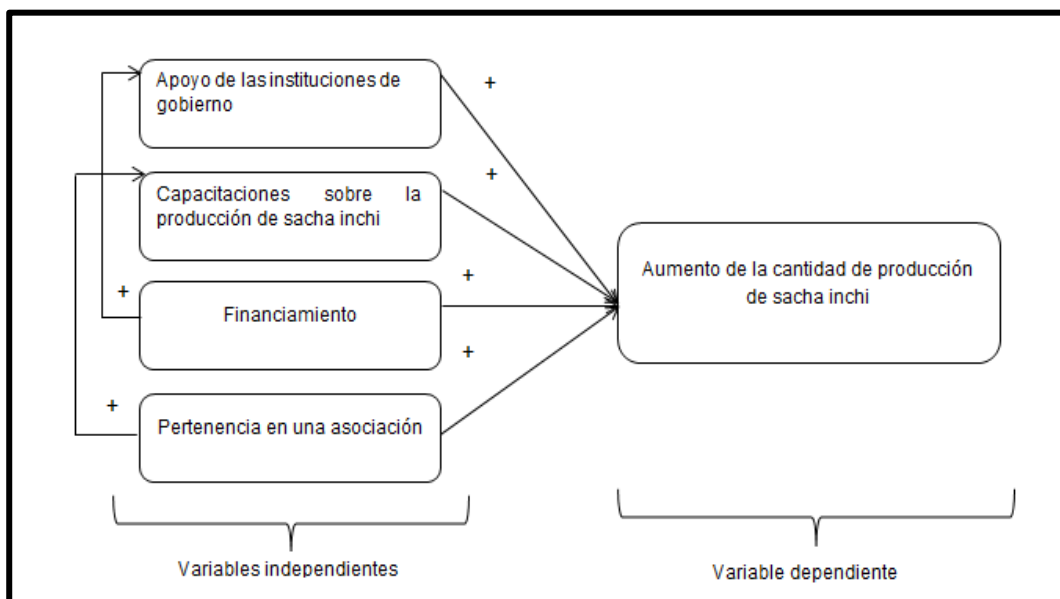 Apoyo de las instituciones de
gobierno
+
Capacitaciones sobre la
producción de sacha inchi
+
Aumento de la cantidad de producción
de sacha inchi
Financiamiento
+
+
Pertenencia en una asociación
+
+
Variables independientes
Variable dependiente